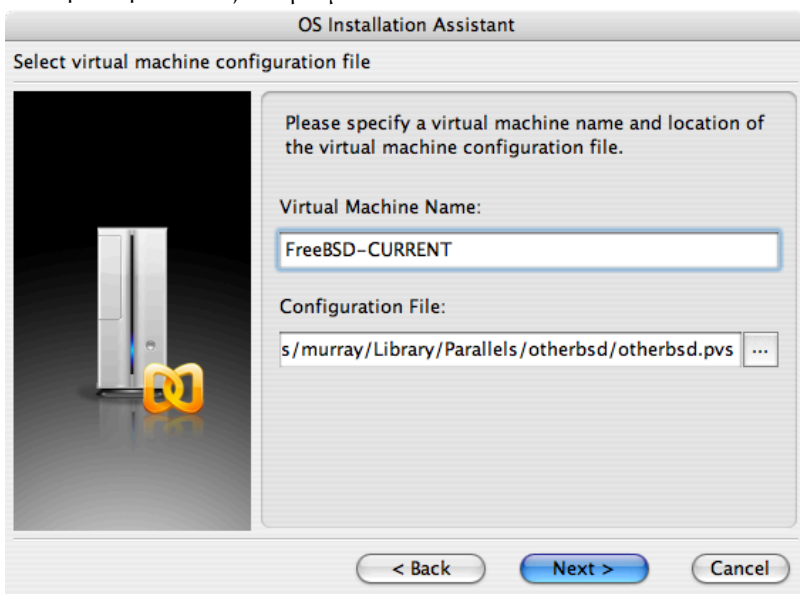 OS Installation Assistant
Select virtual machine configuration file
Please specify a virtual machine name and location of
the virtual machine configuration file.
Virtual Machine Name:
FreeBSD-CURRENT
Configuration File:
s/murray/Library/Parallels/otherbsd/otherbsd.pvs
...
< Back
Next >
Cancel